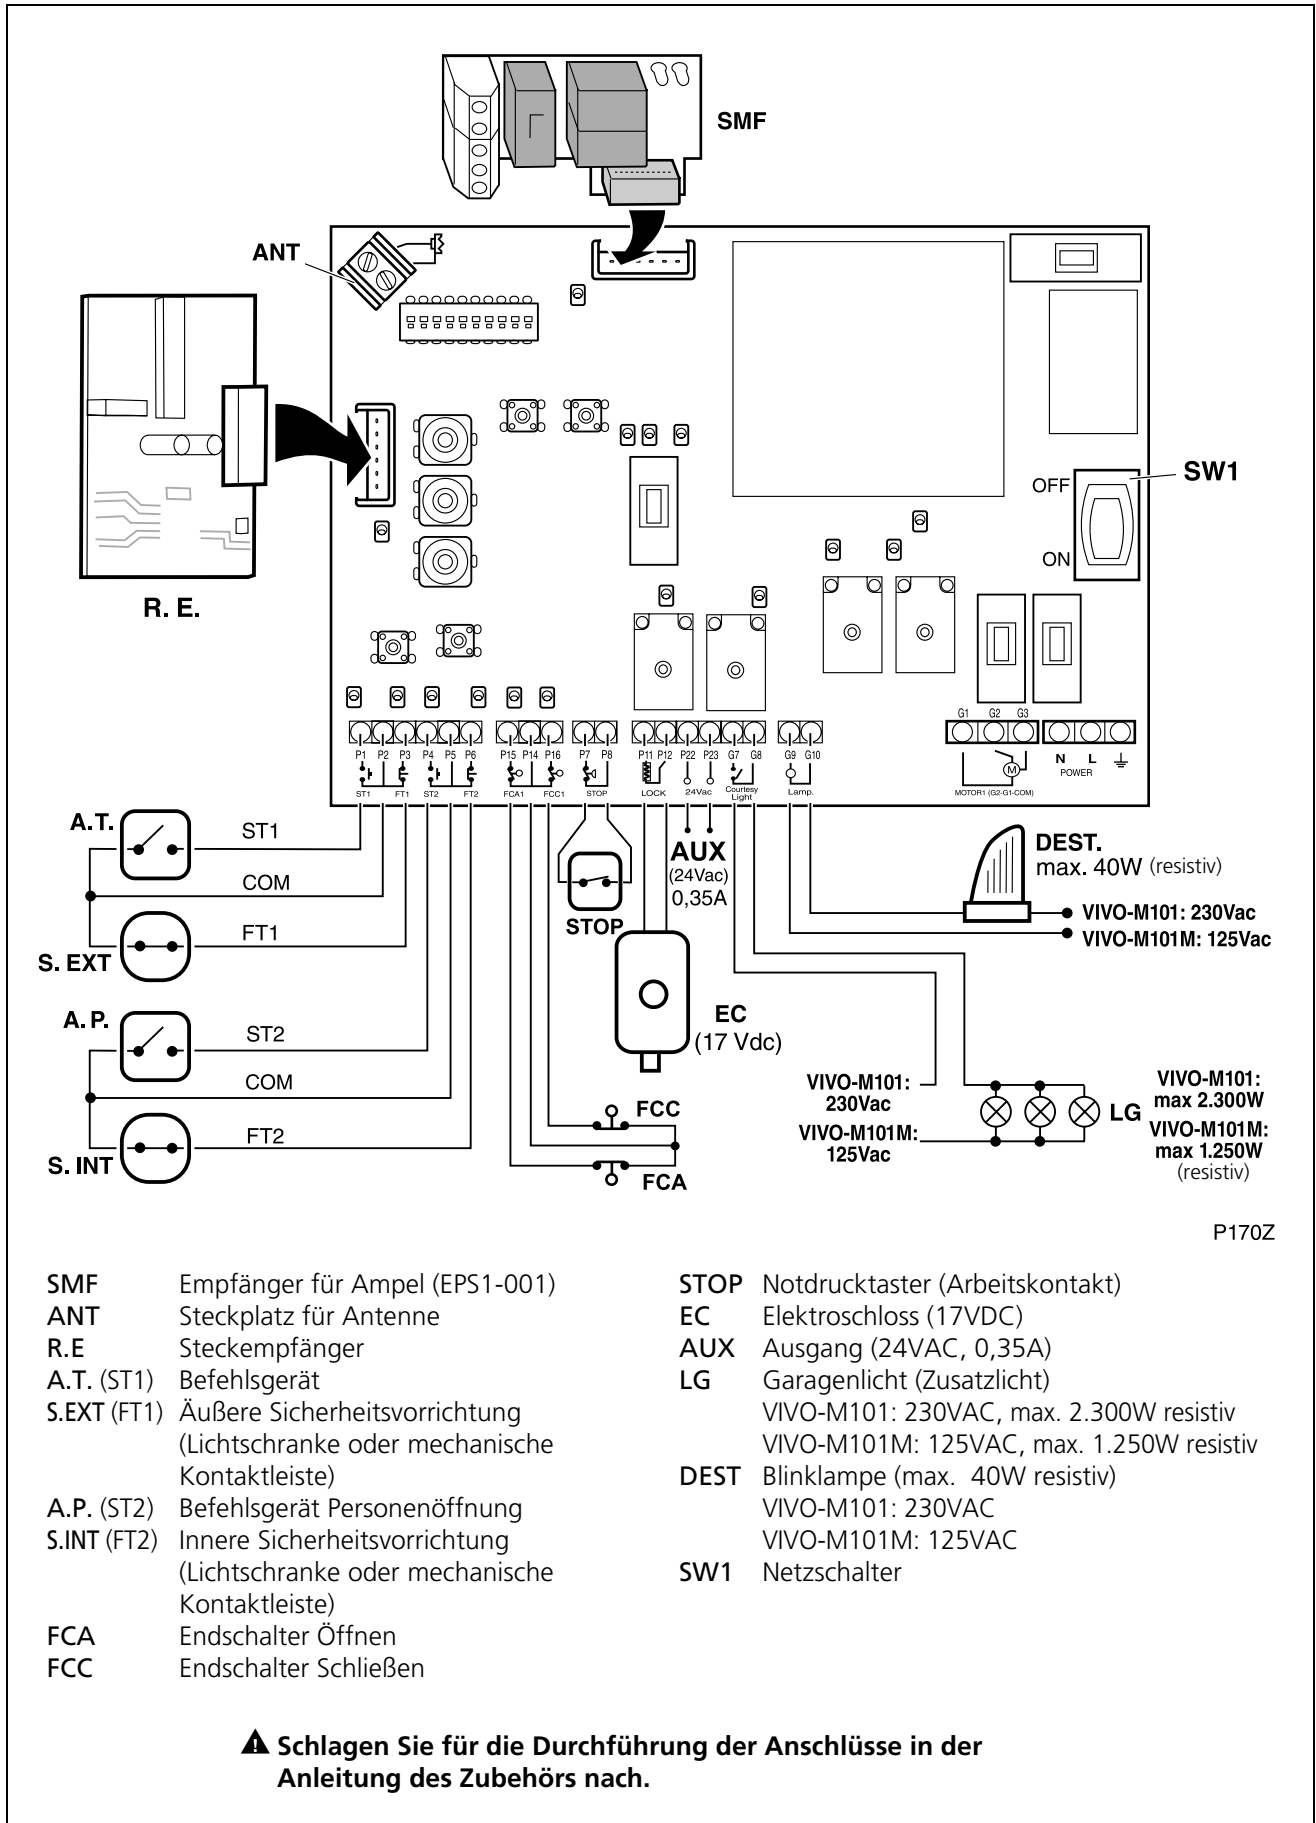 SMF
ANT
R. E.
OFF
ON
SW1
G1 G2 G3
P1 P2 P3 P4 P5 P6 P15 P14 P16 P7 P8 P11 P12 P22 P23 G7 G8 G9 G10
M
N L
POWER
ST1 FT1 ST2 FT2 FCA1 FCC1 STOP LOCK 24Vac Courtesy Light Lamp.
MOTOR1 (G2-G1-COM)
A.T.
ST1
COM
FT1
S. EXT
A.P.
ST2
COM
FT2
S. INT
STOP
AUX
(24Vac)
0,35A
EC
(17 Vdc)
FCC
FCA
DEST.
max. 40W (resistiv)
VIVO-M101: 230Vac
VIVO-M101M: 125Vac
VIVO-M101:
230Vac
VIVO-M101M:
125Vac
LG
VIVO-M101:
max 2.300W
VIVO-M101M:
max 1.250W
(resistiv)
P170Z
SMF Empfänger für Ampel (EPS1-001)
ANT Steckplatz für Antenne
R.E Steckempfänger
A.T. (ST1) Befehlsgerät
S.EXT (FT1) Äußere Sicherheitsvorrichtung
(Lichtschranke oder mechanische
Kontaktleiste)
A.P. (ST2) Befehlsgerät Personenöffnung
S.INT (FT2) Innere Sicherheitsvorrichtung
(Lichtschranke oder mechanische
Kontaktleiste)
FCA Endschalter Öffnen
FCC Endschalter Schließen
STOP Notdrucktaster (Arbeitskontakt)
EC Elektroschloss (17VDC)
AUX Ausgang (24VAC, 0,35A)
LG Garagenlicht (Zusatzlicht)
VIVO-M101: 230VAC, max. 2.300W resistiv
VIVO-M101M: 125VAC, max. 1.250W resistiv
DEST Blinklampe (max. 40W resistiv)
VIVO-M101: 230VAC
VIVO-M101M: 125VAC
SW1 Netzschalter
Schlagen Sie für die Durchführung der Anschlüsse in der
Anleitung des Zubehörs nach.